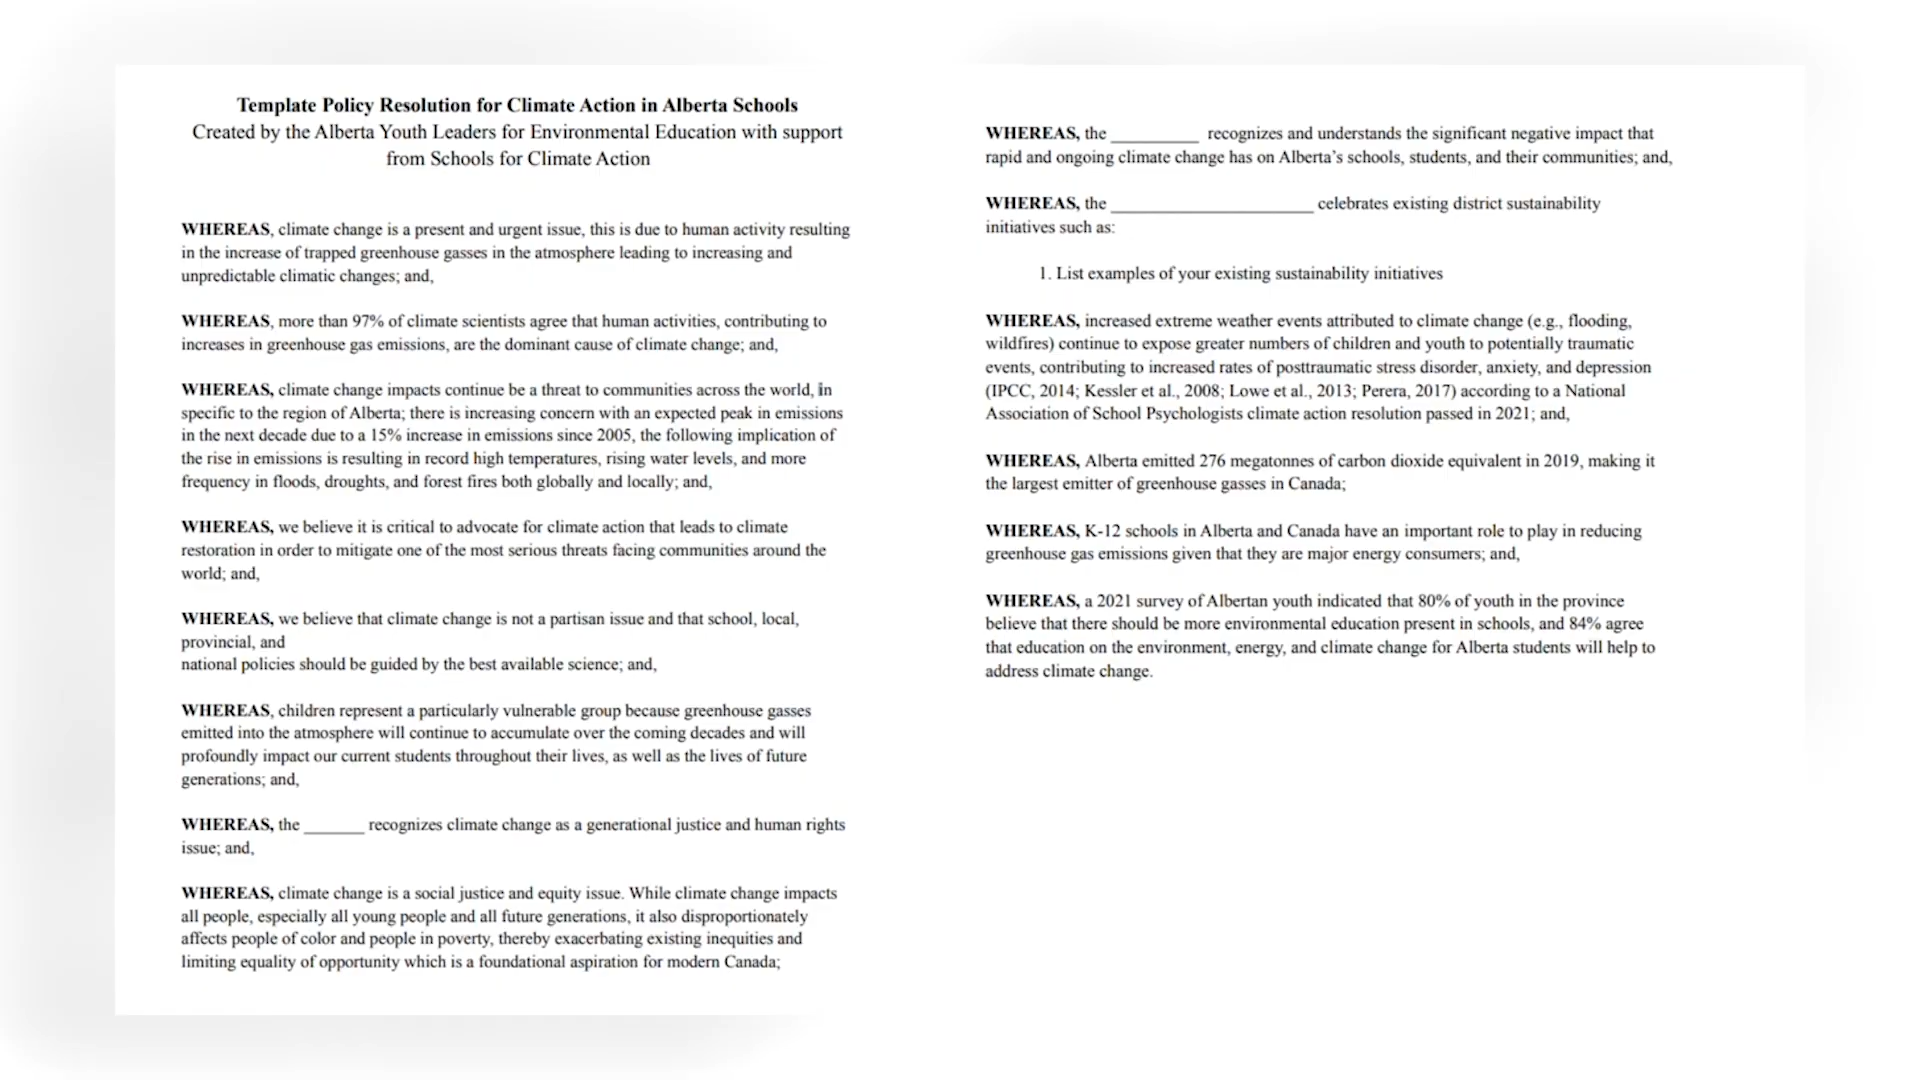 Template Policy Resolution for Climate Action in Alberta Schools
Created by the Alberta Youth Leaders for Environmental Education with support
from Schools for Climate Action
WHEREAS, climate change is a present and urgent issue, this is due to human activity resulting
in the increase of trapped greenhouse gasses in the atmosphere leading to increasing and
unpredictable climatic changes; and,
WHEREAS, more than 97% of climate scientists agree that human activities, contributing to
increases in greenhouse gas emissions, are the dominant cause of climate change; and,
WHEREAS, climate change impacts continue be a threat to communities across the world, in
specific to the region of Alberta; there is increasing concern with an expected peak in emissions
in the next decade due to a 15% increase in emissions since 2005, the following implication of
the rise in emissions is resulting in record high temperatures, rising water levels, and more
frequency in floods, droughts, and forest fires both globally and locally; and,
WHEREAS, we believe it is critical to advocate for climate action that leads to climate
restoration in order to mitigate one of the most serious threats facing communities around the
world; and,
WHEREAS, we believe that climate change is not a partisan issue and that school, local,
provincial, and
national policies should be guided by the best available science; and,
WHEREAS, children represent a particularly vulnerable group because greenhouse gasses
emitted into the atmosphere will continue to accumulate over the coming decades and will
profoundly impact our current students throughout their lives, as well as the lives of future
generations; and,
WHEREAS, the _______ recognizes climate change as a generational justice and human rights
issue; and,
WHEREAS, climate change is a social justice and equity issue. While climate change impacts
all people, especially all young people and all future generations, it also disproportionately
affects people of color and people in poverty, thereby exacerbating existing inequities and
limiting equality of opportunity which is a foundational aspiration for modern Canada;
WHEREAS, the __________ recognizes and understands the significant negative impact that
rapid and ongoing climate change has on Alberta's schools, students, and their communities; and,
WHEREAS, the _______________________ celebrates existing district sustainability
initiatives such as:
1. List examples of your existing sustainability initiatives
WHEREAS, increased extreme weather events attributed to climate change (e.g., flooding,
wildfires) continue to expose greater numbers of children and youth to potentially traumatic
events, contributing to increased rates of posttraumatic stress disorder, anxiety, and depression
(IPCC, 2014; Kessler et al., 2008; Lowe et al., 2013; Perera, 2017) according to a National
Association of School Psychologists climate action resolution passed in 2021; and,
WHEREAS, Alberta emitted 276 megatonnes of carbon dioxide equivalent in 2019, making it
the largest emitter of greenhouse gasses in Canada;
WHEREAS, K-12 schools in Alberta and Canada have an important role to play in reducing
greenhouse gas emissions given that they are major energy consumers; and,
WHEREAS, a 2021 survey of Albertan youth indicated that 80% of youth in the province
believe that there should be more environmental education present in schools, and 84% agree
that education on the environment, energy, and climate change for Alberta students will help to
address climate change.